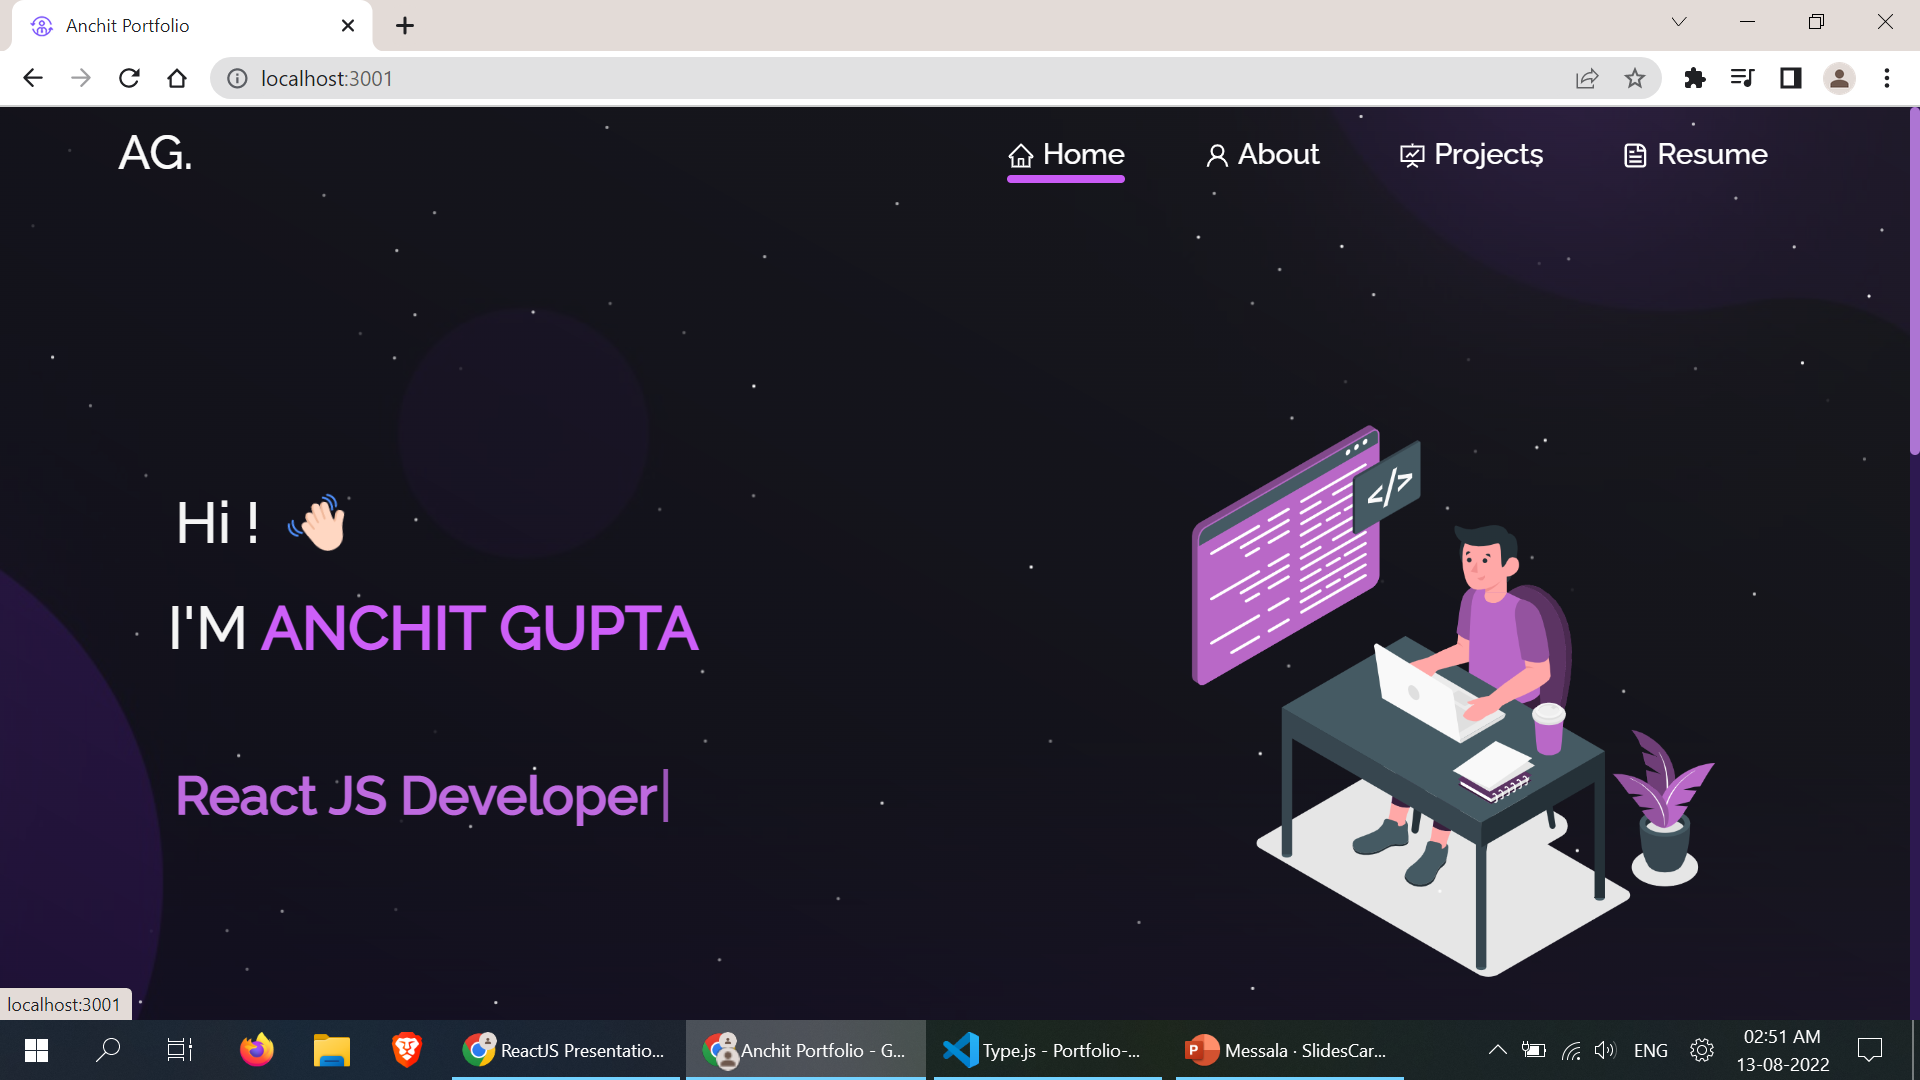 Anchit Portfolio
localhost:3001
AG.
Home
About
Projects
Resume
Hi !
I'M ANCHIT GUPTA
React JS Developer
</>
localhost:3001
ReactJS Presentatio...
Anchit Portfolio - G...
Type.js - Portfolio-...
P
Messala · SlidesCar...
ENG
02:51 AM
13-08-2022